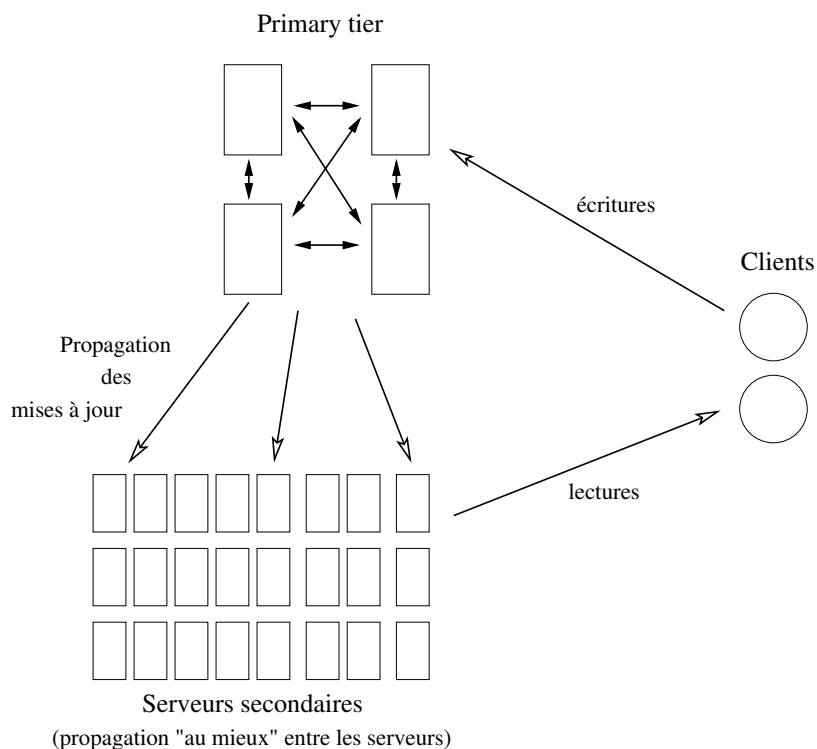 Primary tier
écritures
Clients
Propagation
des
mises à jour
lectures
Serveurs secondaires
(propagation "au mieux" entre les serveurs)